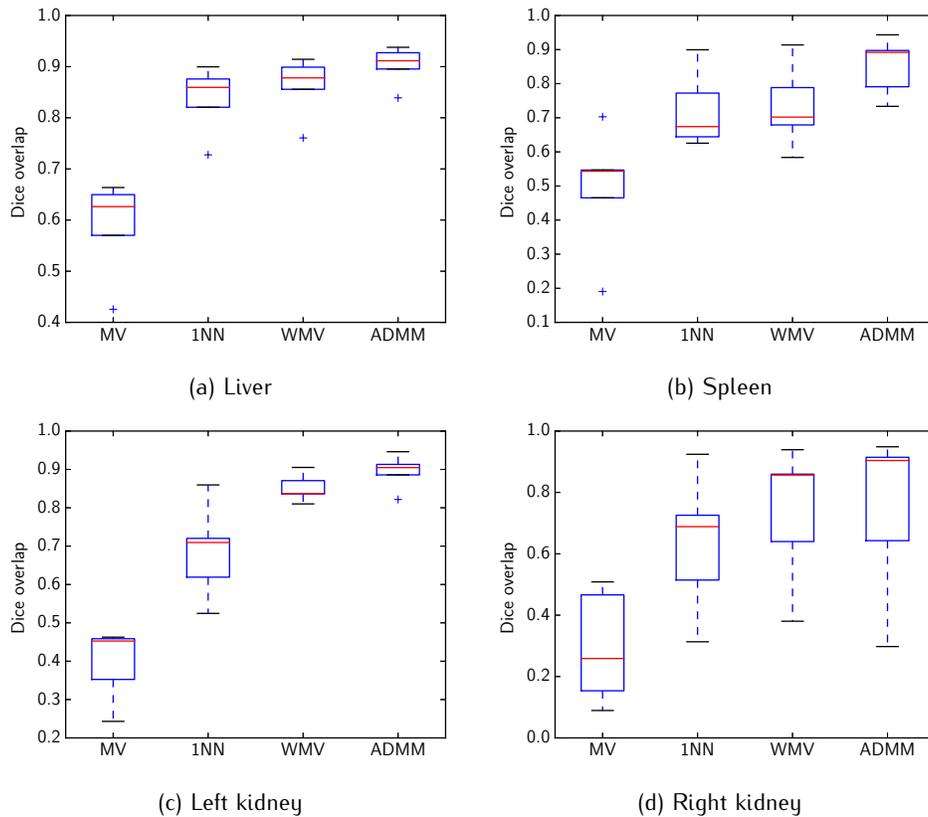 1.0
0.9
0.8
0.7
0.6
0.5
0.4
Dice overlap
MV 1NN WMV ADMM
(a) Liver
1.0
0.9
0.8
0.7
0.6
0.5
0.4
0.3
0.2
0.1
Dice overlap
MV 1NN WMV ADMM
(b) Spleen
1.0
0.9
0.8
0.7
0.6
0.5
0.4
0.3
0.2
Dice overlap
MV 1NN WMV ADMM
(c) Left kidney
1.0
0.8
0.6
0.4
0.2
0.0
Dice overlap
MV 1NN WMV ADMM
(d) Right kidney